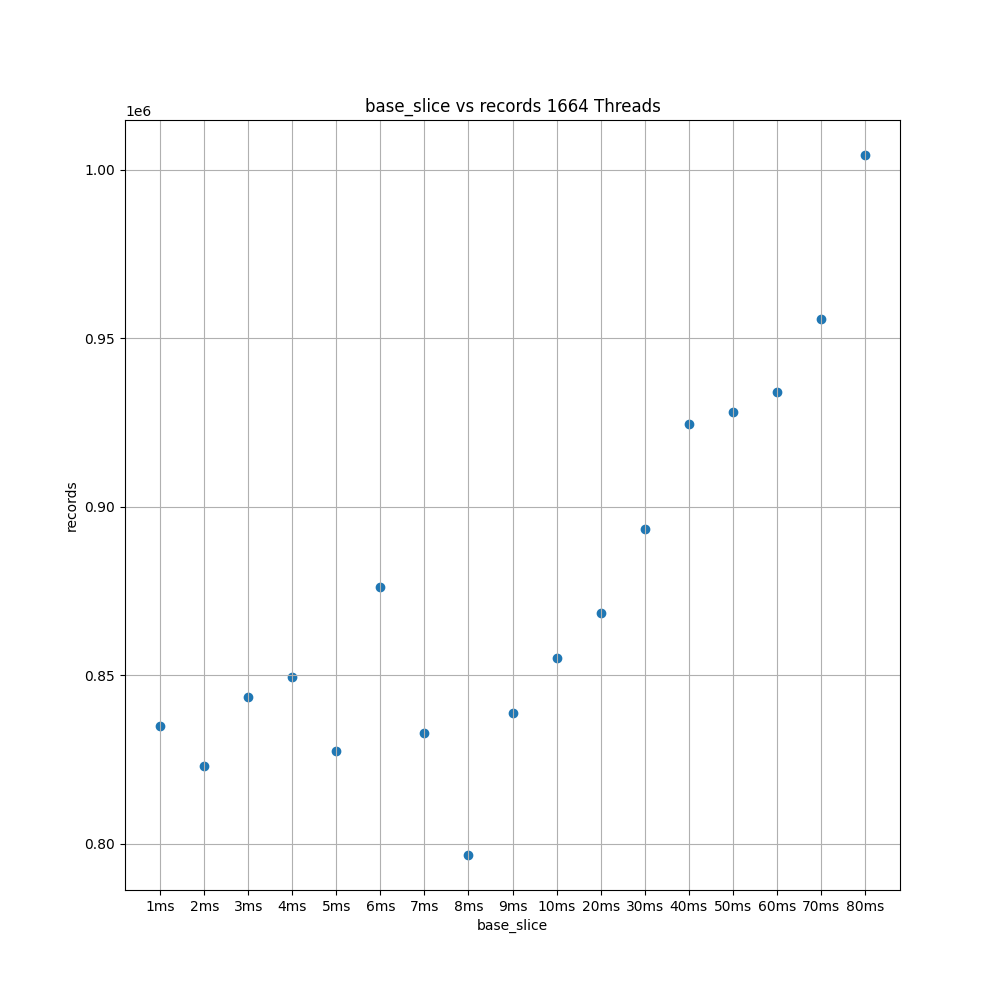 base_slice vs records 1664 Threads
1e6
1.00
0.95
0.90
0.85
0.80
records
1ms 2ms 3ms 4ms 5ms 6ms 7ms 8ms 9ms 10ms 20ms 30ms 40ms 50ms 60ms 70ms 80ms
base_slice